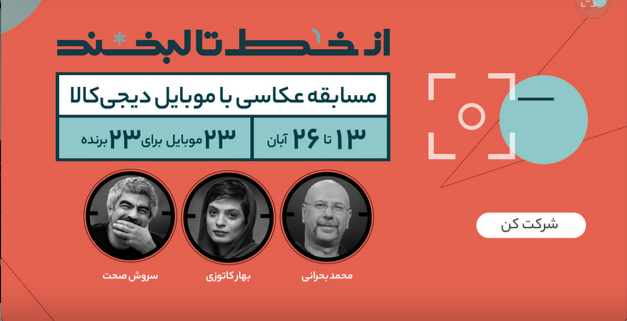 از خط تا لبخند
مسابقه عکاسی با موبایل دیجی‌کالا
۱۳ تا ۲۶ آبان
۲۳ موبایل برای ۲۳ برنده
محمد بحرانی
بهار کاتوزی
سروش صحت
شرکت کن